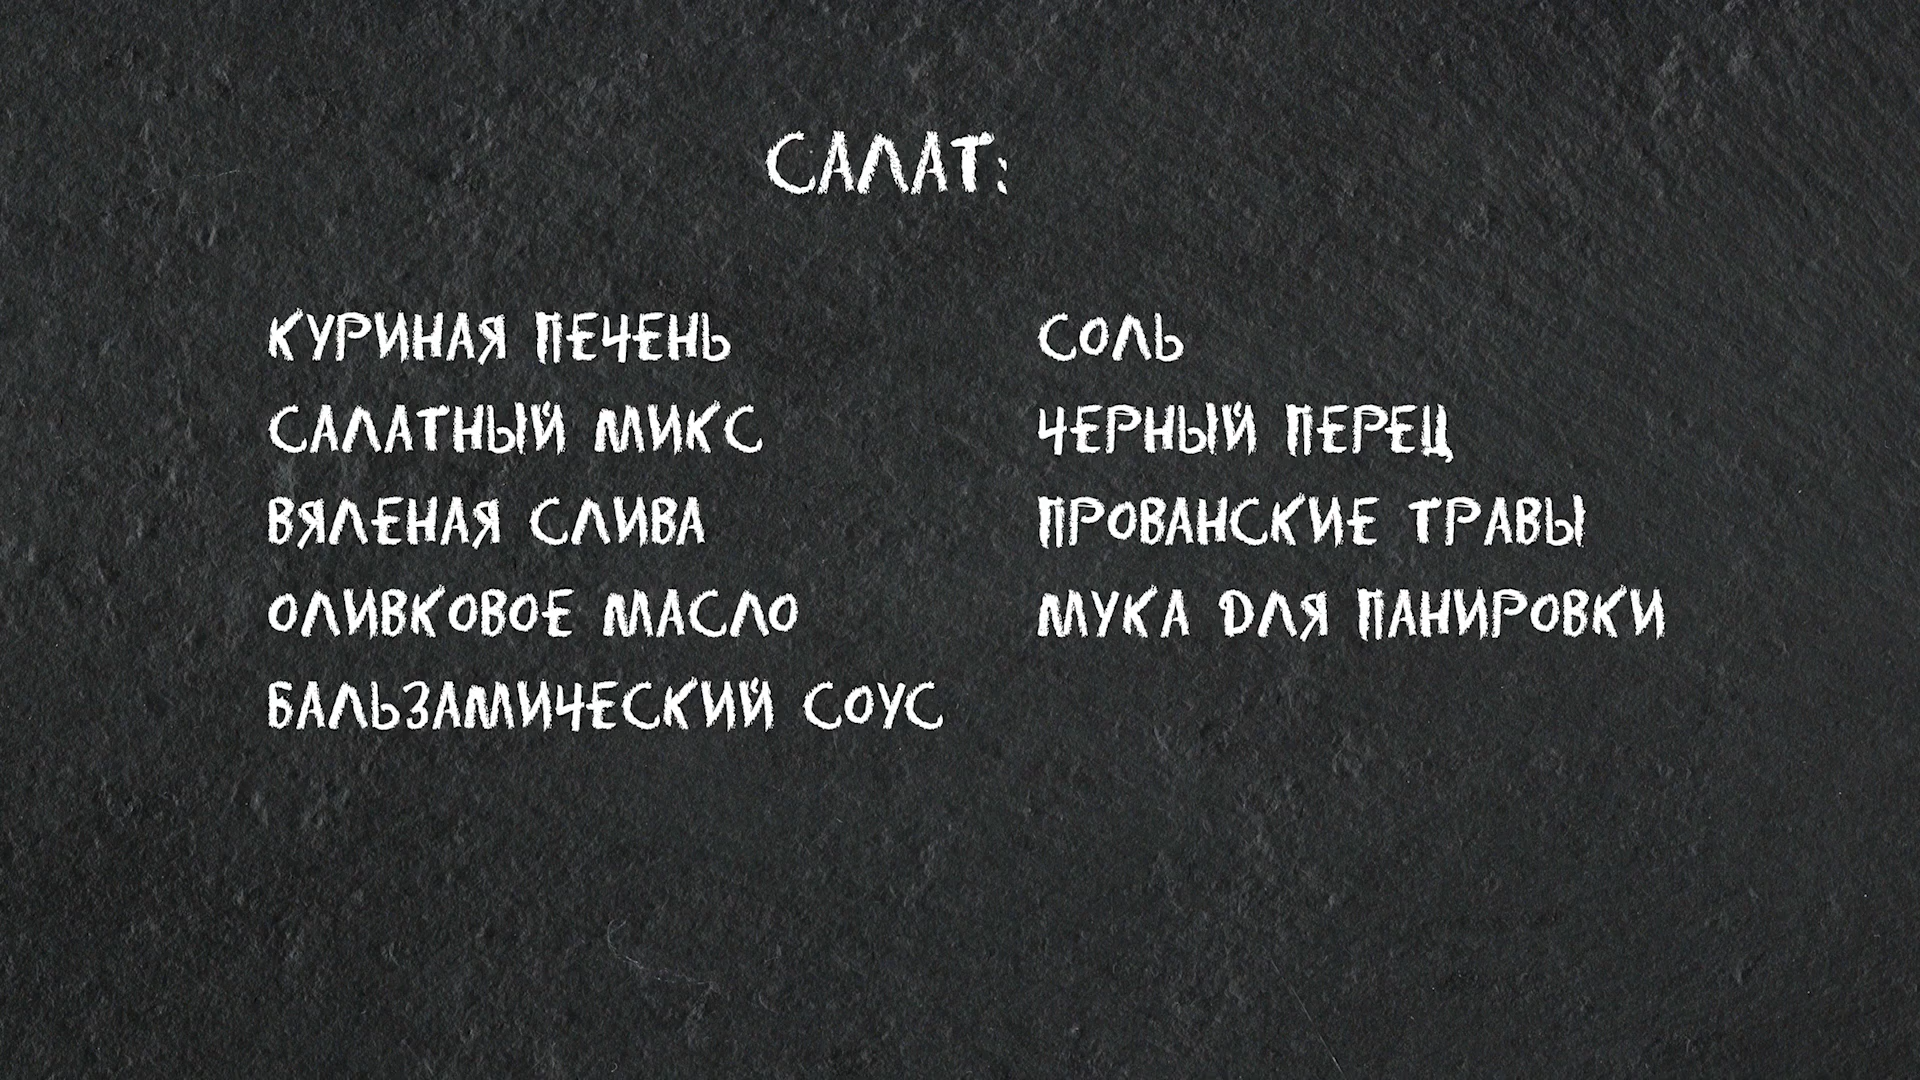 САЛАТ:
КУРИНАЯ ПЕЧЕНЬ
САЛАТНЫЙ МИКС
ВЯЛЕНАЯ СЛИВА
ОЛИВКОВОЕ МАСЛО
БАЛЬЗАМИЧЕСКИЙ СОУС
СОЛЬ
ЧЕРНЫЙ ПЕРЕЦ
ПРОВАНСКИЕ ТРАВЫ
МУКА ДЛЯ ПАНИРОВКИ